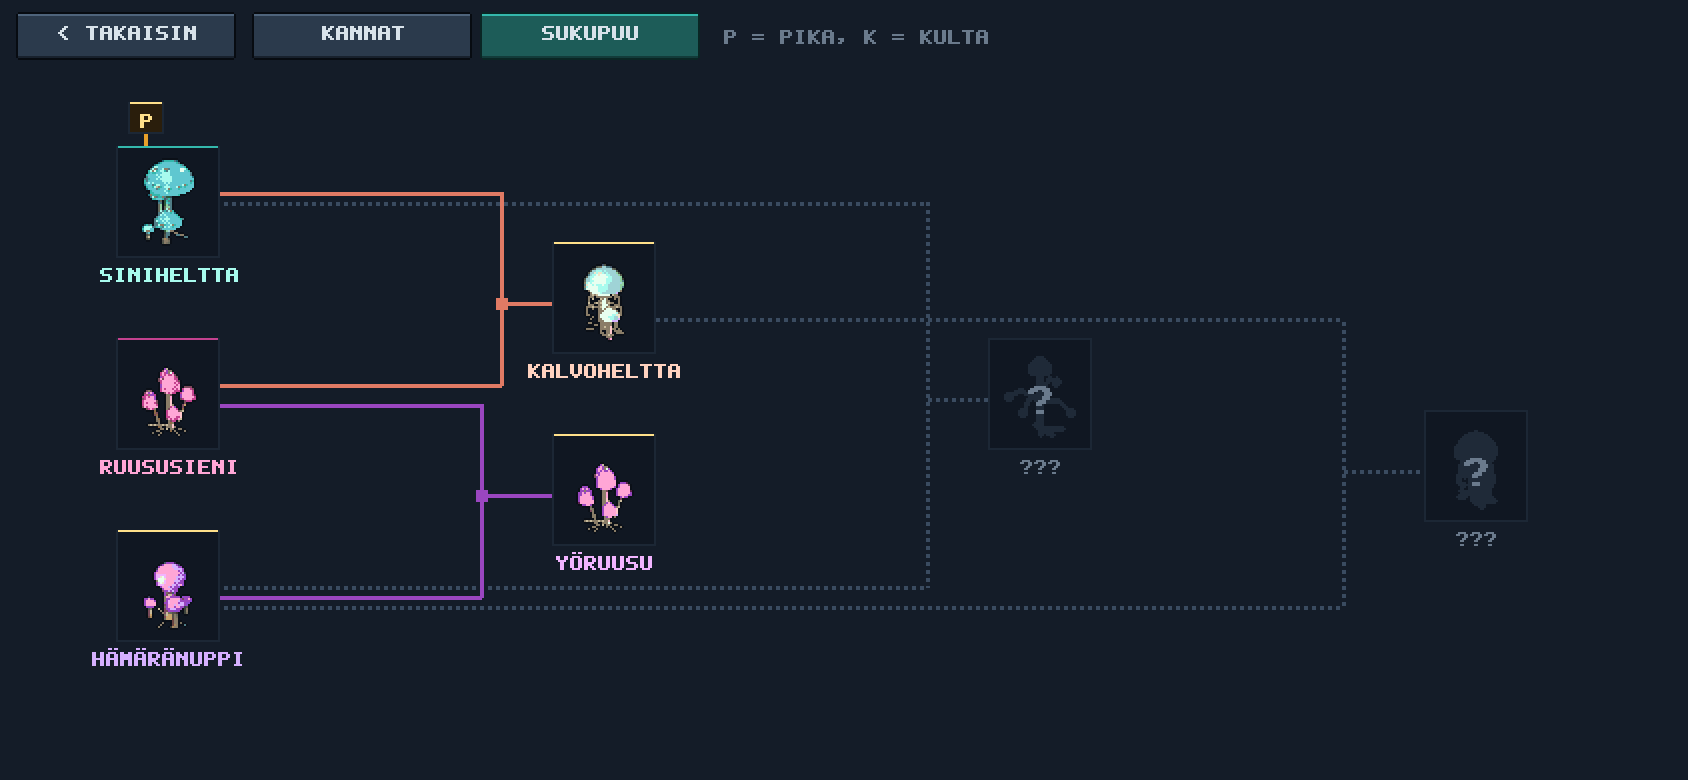 < TAKAISIN
KANNAT
SUKUPUU
P = PIKA, K = KULTA
P
SINIHELTTA
KALVOHELTTA
RUUSUSIENI
?
???
YÖRUUSU
?
???
HÄMÄRÄNUPPI